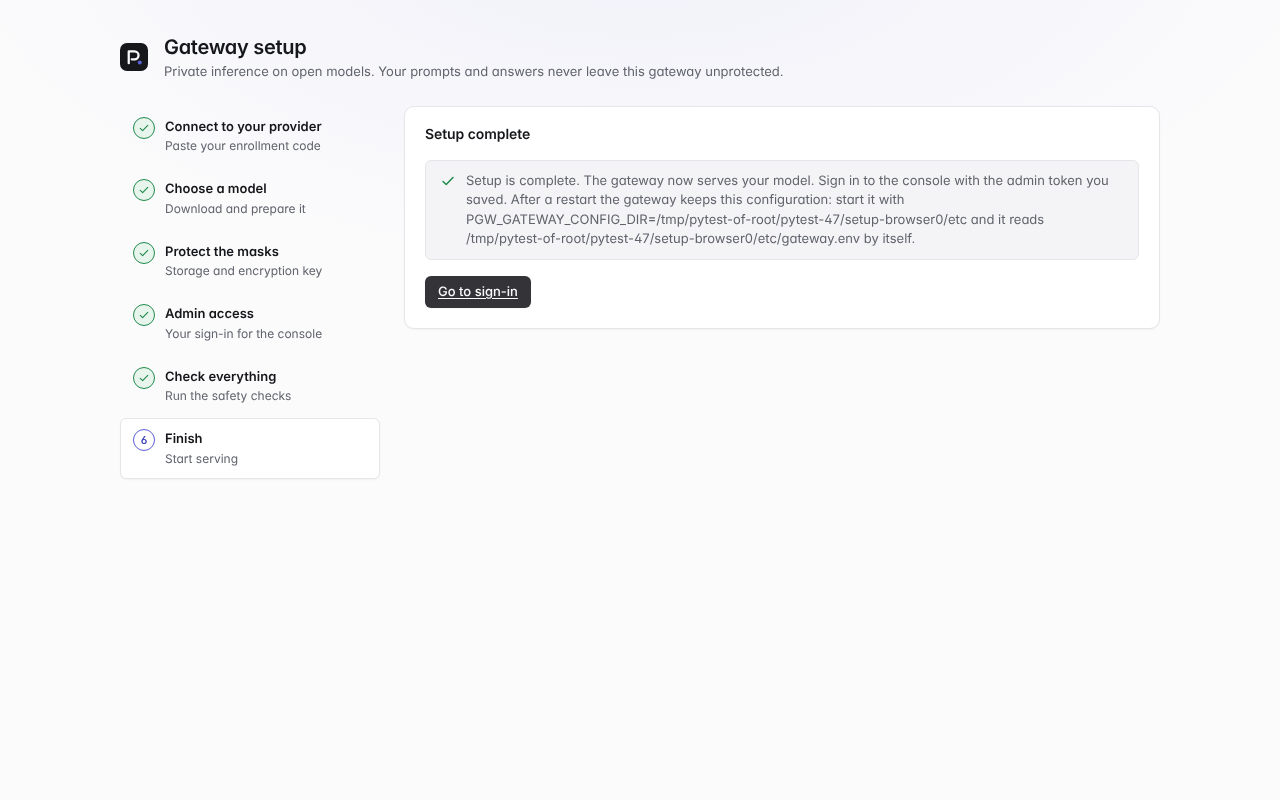 P.
Gateway setup
Private inference on open models. Your prompts and answers never leave this gateway unprotected.
Connect to your provider
Paste your enrollment code
Choose a model
Download and prepare it
Protect the masks
Storage and encryption key
Admin access
Your sign-in for the console
Check everything
Run the safety checks
6
Finish
Start serving
Setup complete
Setup is complete. The gateway now serves your model. Sign in to the console with the admin token you
saved. After a restart the gateway keeps this configuration: start it with
PGW_GATEWAY_CONFIG_DIR=/tmp/pytest-of-root/pytest-47/setup-browser0/etc and it reads
/tmp/pytest-of-root/pytest-47/setup-browser0/etc/gateway.env by itself.
Go to sign-in